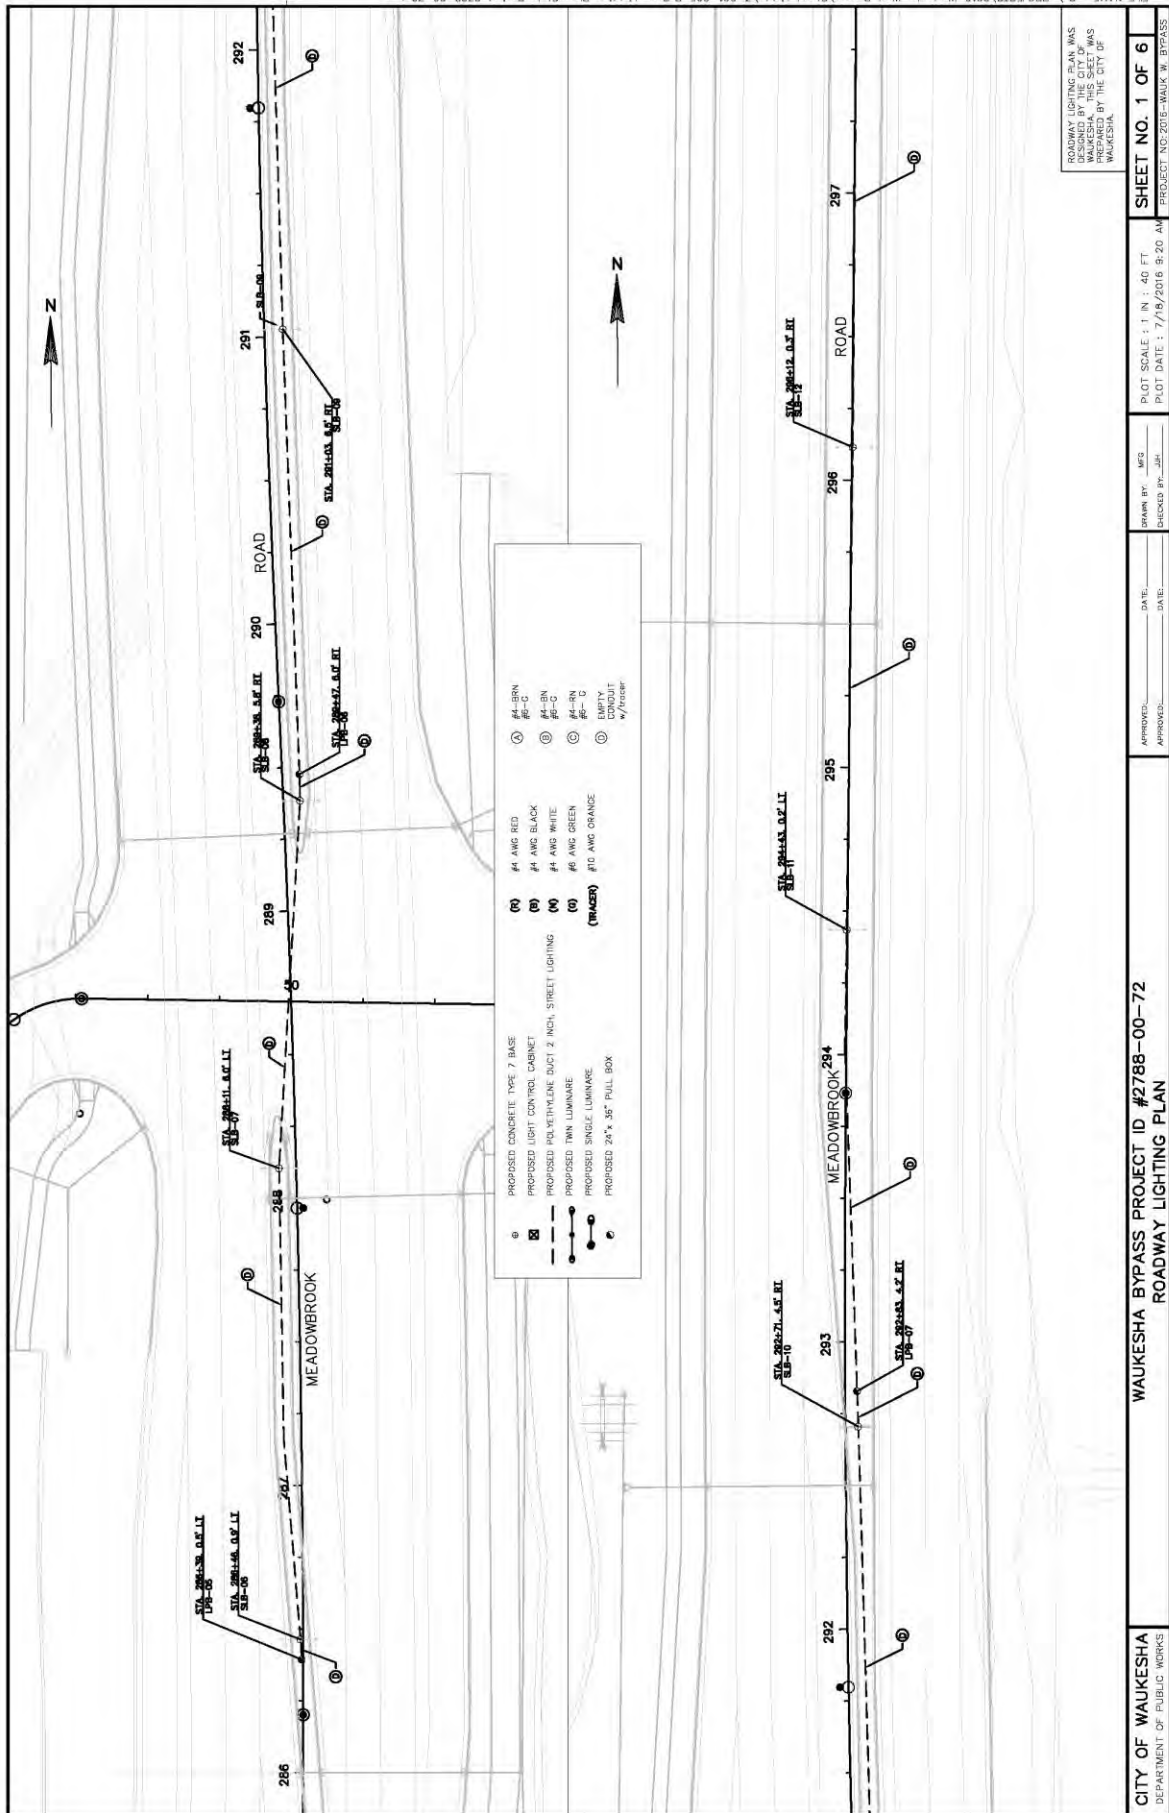 292
N
SLB-09
291
STA. 291+03, 6.5' RT
SLB-09
D
D
ROAD
290
STA. 289+38, 5.8' RT
SLB-08
STA. 289+47, 6.0' RT
LPB-06
D
289
D
STA. 288+11, 6.0' LT
SLB-07
288
D
MEADOWBROOK
287
STA. 286+39, 0.5' LT
LPB-05
STA. 286+46, 0.9' LT
SLB-06
D
286
PROPOSED CONCRETE TYPE 7 BASE
PROPOSED LIGHT CONTROL CABINET
PROPOSED POLYETHYLENE DUCT 2 INCH, STREET LIGHTING
PROPOSED TWIN LUMINARE
PROPOSED SINGLE LUMINARE
PROPOSED 24"x 36" PULL BOX
(R) #4 AWG RED
(B) #4 AWG BLACK
(N) #4 AWG WHITE
(G) #6 AWG GREEN
(TRACER) #10 AWG ORANGE
A #4-BRN
#6-G
B #4-BN
#6-G
C #4-RN
#6- G
D EMPTY
CONDUIT
w/tracer
N
292
D
STA. 292+71, 4.5' RT
SLB-10
293
STA. 292+83, 4.2' RT
LPB-07
D
D
MEADOWBROOK
294
STA. 294+43, 0.2' LT
SLB-11
295
D
296
STA. 296+12, 0.3' RT
SLB-12
ROAD
297
D
ROADWAY LIGHTING PLAN WAS
DESIGNED BY THE CITY OF
WAUKESHA. THIS SHEET WAS
PREPARED BY THE CITY OF
WAUKESHA.
CITY OF WAUKESHA
DEPARTMENT OF PUBLIC WORKS
WAUKESHA BYPASS PROJECT ID #2788-00-72
ROADWAY LIGHTING PLAN
APPROVED: DATE:
APPROVED: DATE:
DRAWN BY: MFG
CHECKED BY: JJH
PLOT SCALE : 1 IN : 40 FT
PLOT DATE : 7/18/2016 9:20 AM
SHEET NO. 1 OF 6
PROJECT NO:2016-WAUK W. BYPASS